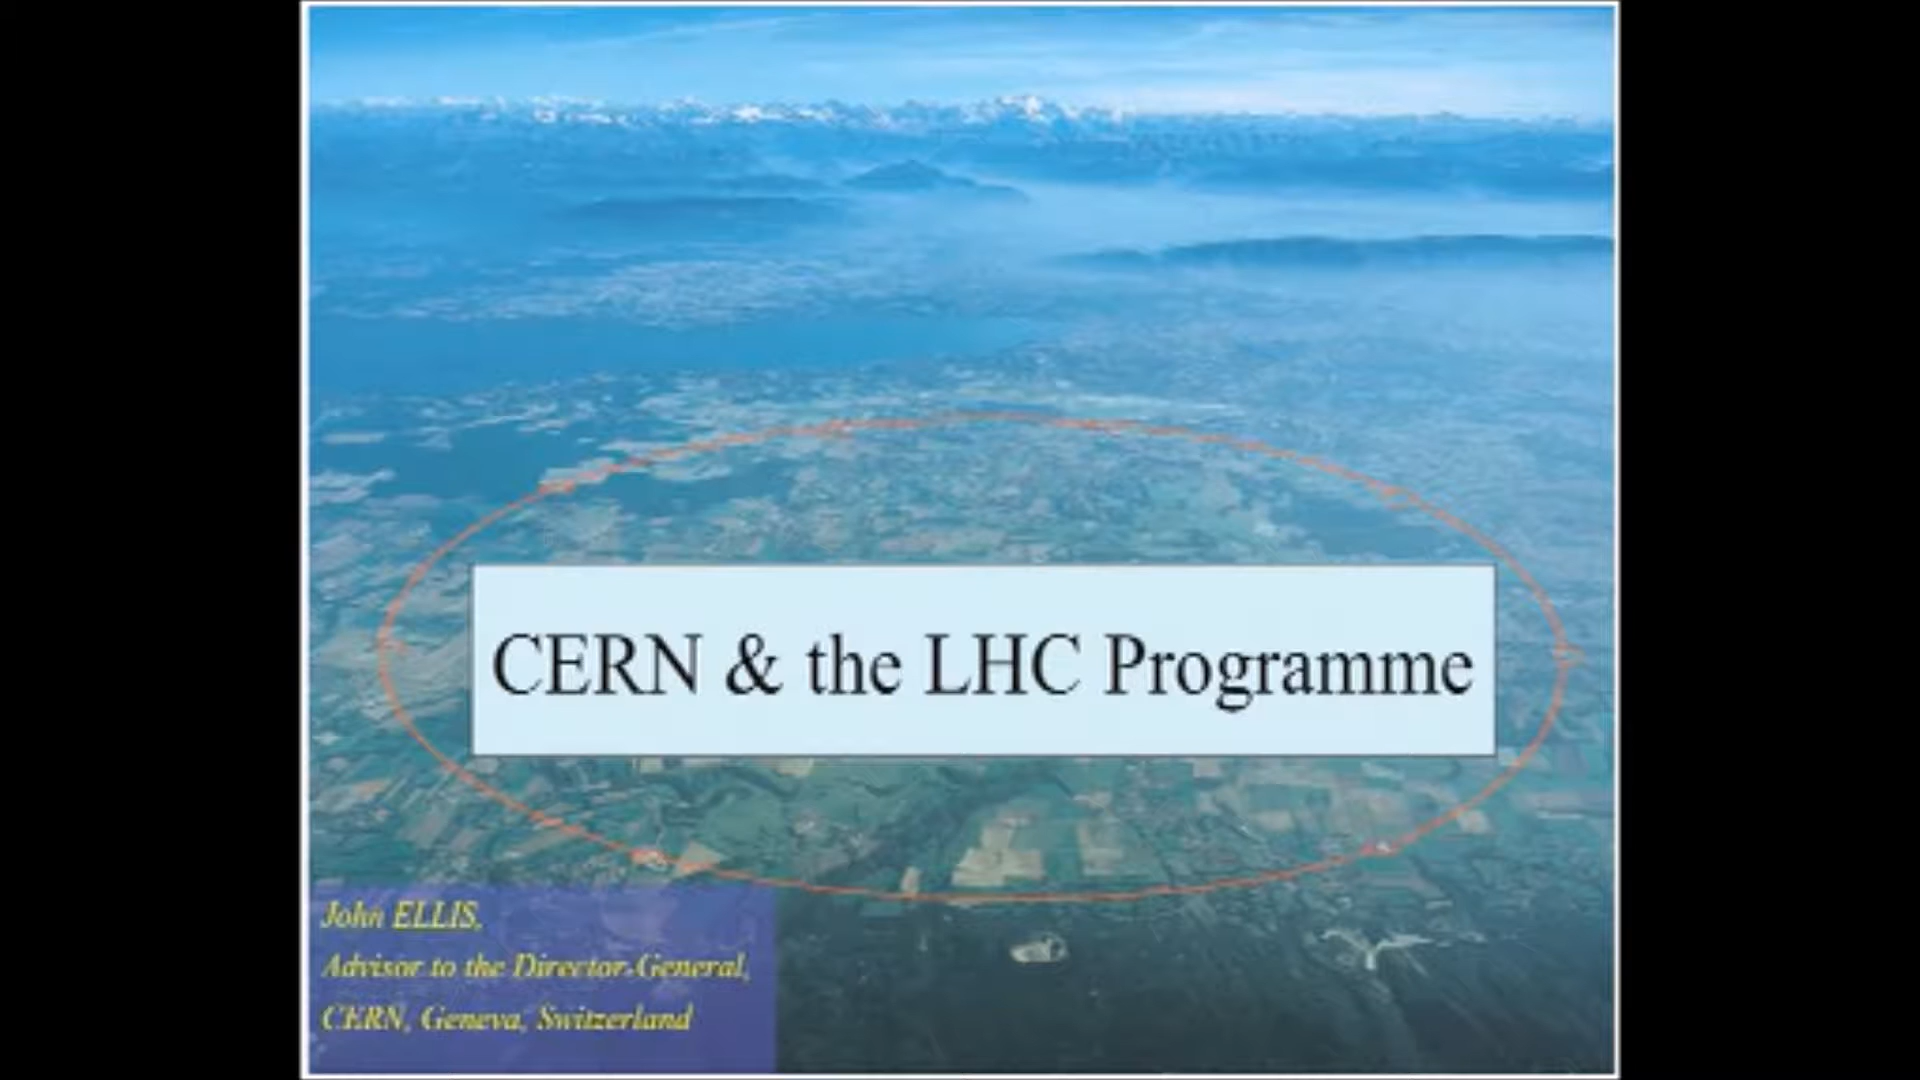 CERN & the LHC Programme
John ELLIS,
Advisor to the Director-General,
CERN, Geneva, Switzerland